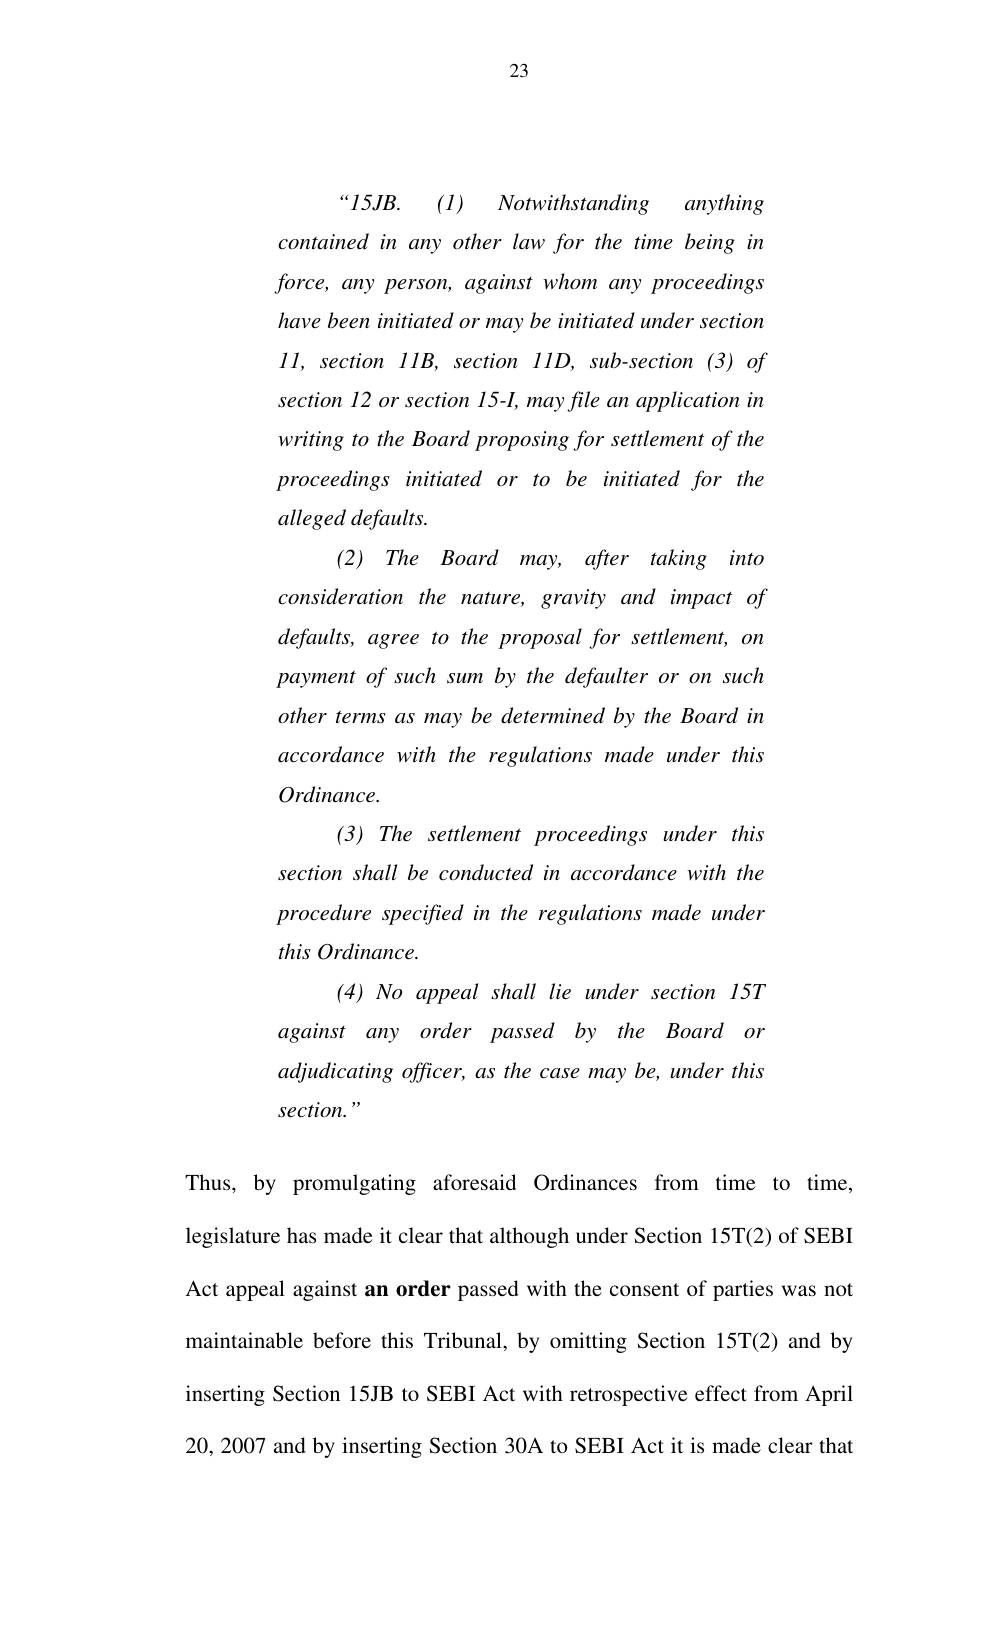 23
“15JB. (1) Notwithstanding anything
contained in any other law for the time being in
force, any person, against whom any proceedings
have been initiated or may be initiated under section
11, section 11B, section 11D, sub-section (3) of
section 12 or section 15-I, may file an application in
writing to the Board proposing for settlement of the
proceedings initiated or to be initiated for the
alleged defaults.
(2) The Board may, after taking into
consideration the nature, gravity and impact of
defaults, agree to the proposal for settlement, on
payment of such sum by the defaulter or on such
other terms as may be determined by the Board in
accordance with the regulations made under this
Ordinance.
(3) The settlement proceedings under this
section shall be conducted in accordance with the
procedure specified in the regulations made under
this Ordinance.
(4) No appeal shall lie under section 15T
against any order passed by the Board or
adjudicating officer, as the case may be, under this
section.”
Thus, by promulgating aforesaid Ordinances from time to time,
legislature has made it clear that although under Section 15T(2) of SEBI
Act appeal against an order passed with the consent of parties was not
maintainable before this Tribunal, by omitting Section 15T(2) and by
inserting Section 15JB to SEBI Act with retrospective effect from April
20, 2007 and by inserting Section 30A to SEBI Act it is made clear that